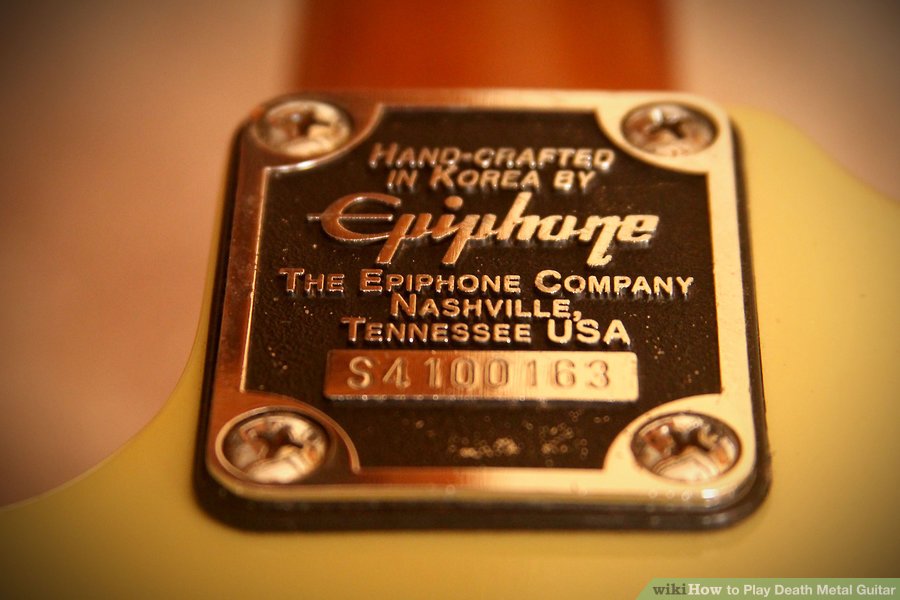 HAND-CRAFTED
IN KOREA BY
Epiphone
THE EPIPHONE COMPANY
NASHVILLE,
TENNESSEE USA
S4100163
wikiHow to Play Death Metal Guitar